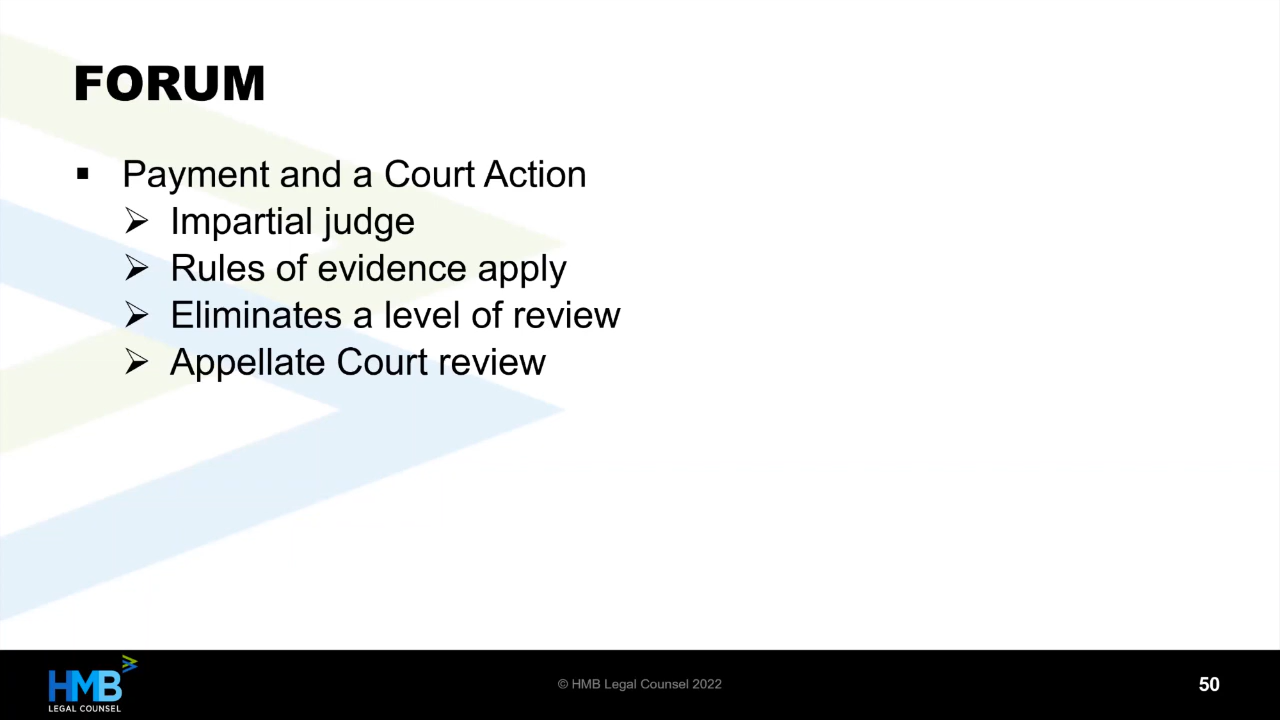 FORUM
▪ Payment and a Court Action
➢ Impartial judge
➢ Rules of evidence apply
➢ Eliminates a level of review
➢ Appellate Court review
HMB
LEGAL COUNSEL
© HMB Legal Counsel 2022
50